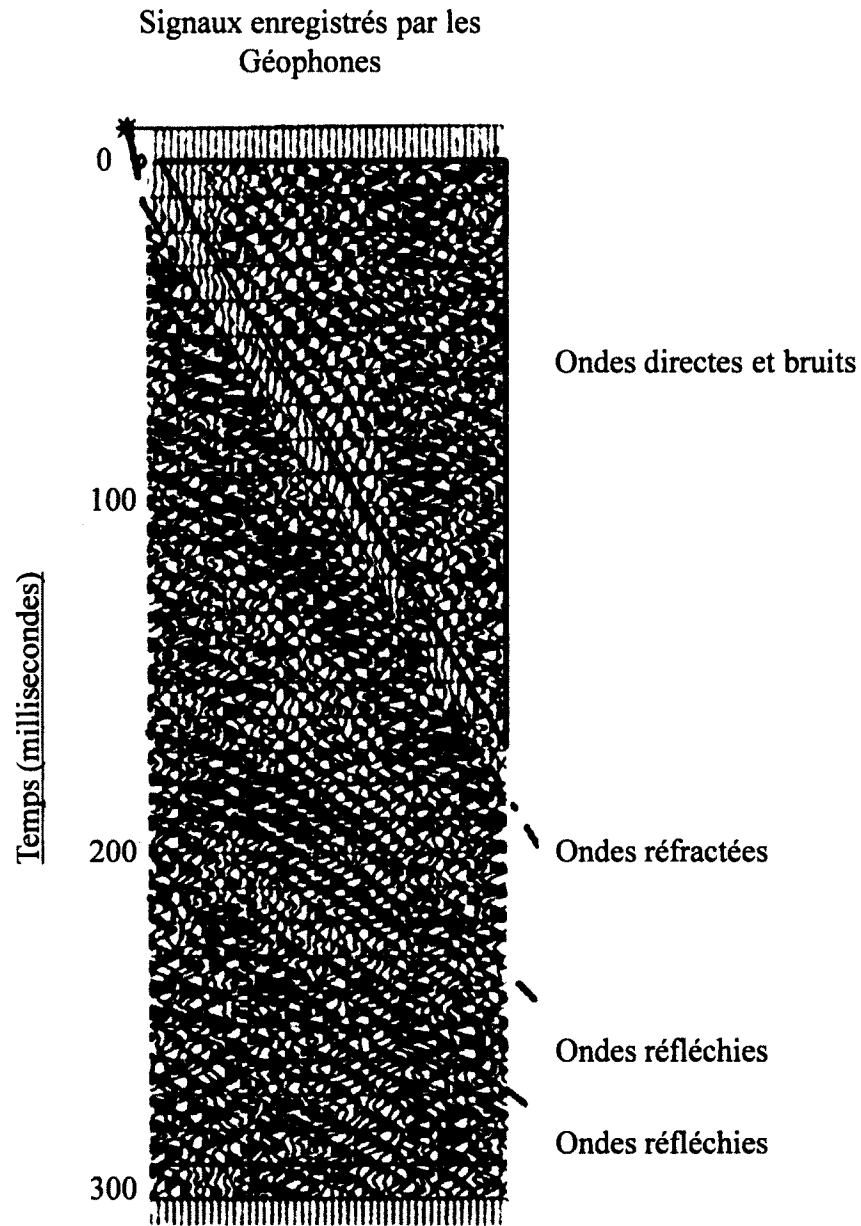 Signaux enregistrés par les
Géophones
0
Ondes directes et bruits
100
Temps (millisecondes)
200
Ondes réfractées
Ondes réfléchies
Ondes réfléchies
300